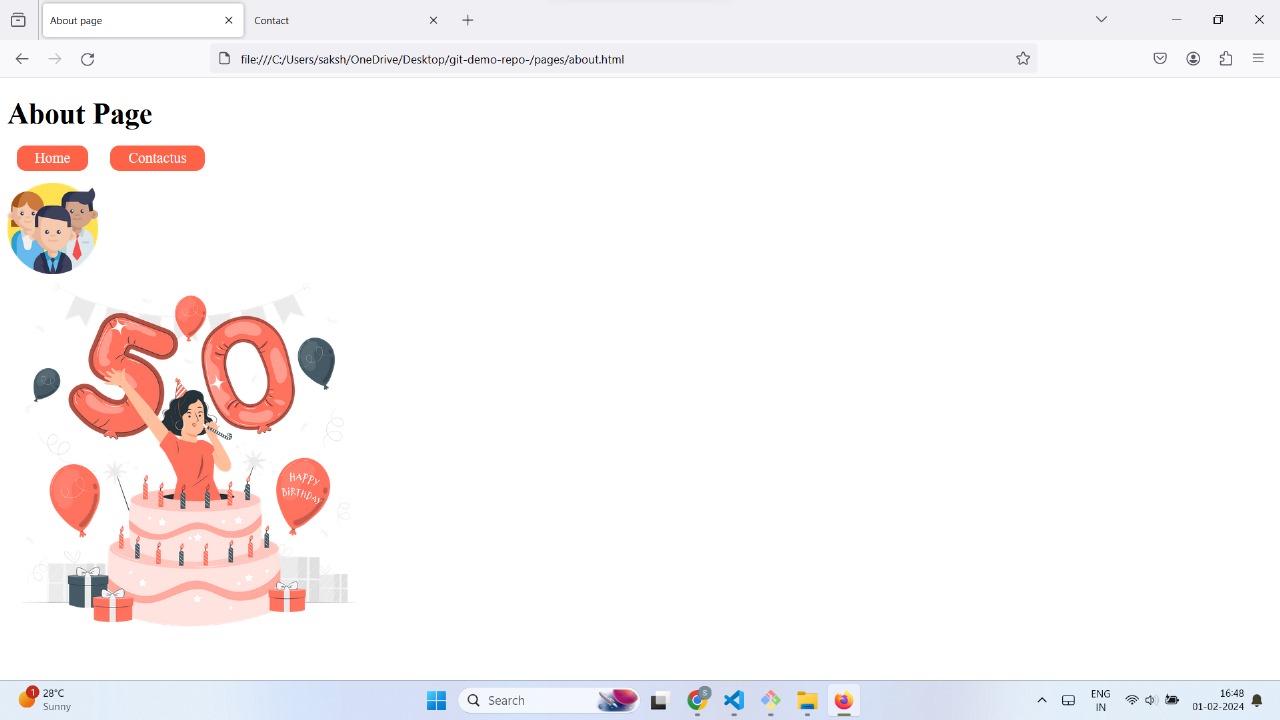 About page
Contact
file:///C:/Users/saksh/OneDrive/Desktop/git-demo-repo-/pages/about.html
About Page
Home
Contactus
50
HAPPY
BiRTHDAY
1
28°C
Sunny
Search
S
ENG
IN
16:48
01-02-2024